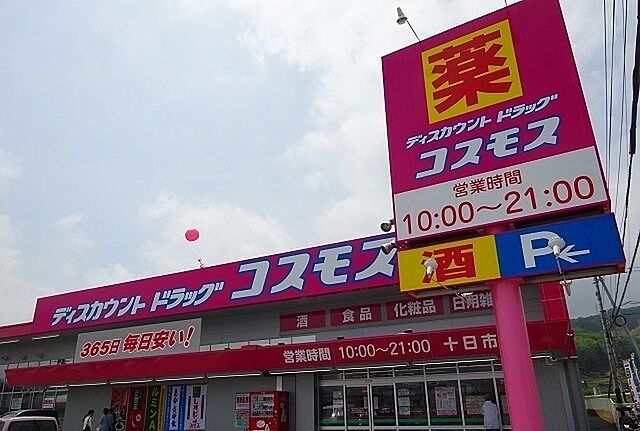 薬
ディスカウント ドラッグ
コスモス
営業時間
10:00～21:00
酒
P
ディスカウント ドラッグ コスモス
365日 毎日安い!
酒 食品 化粧品 日用雑
営業時間 10:00～21:00 十日市